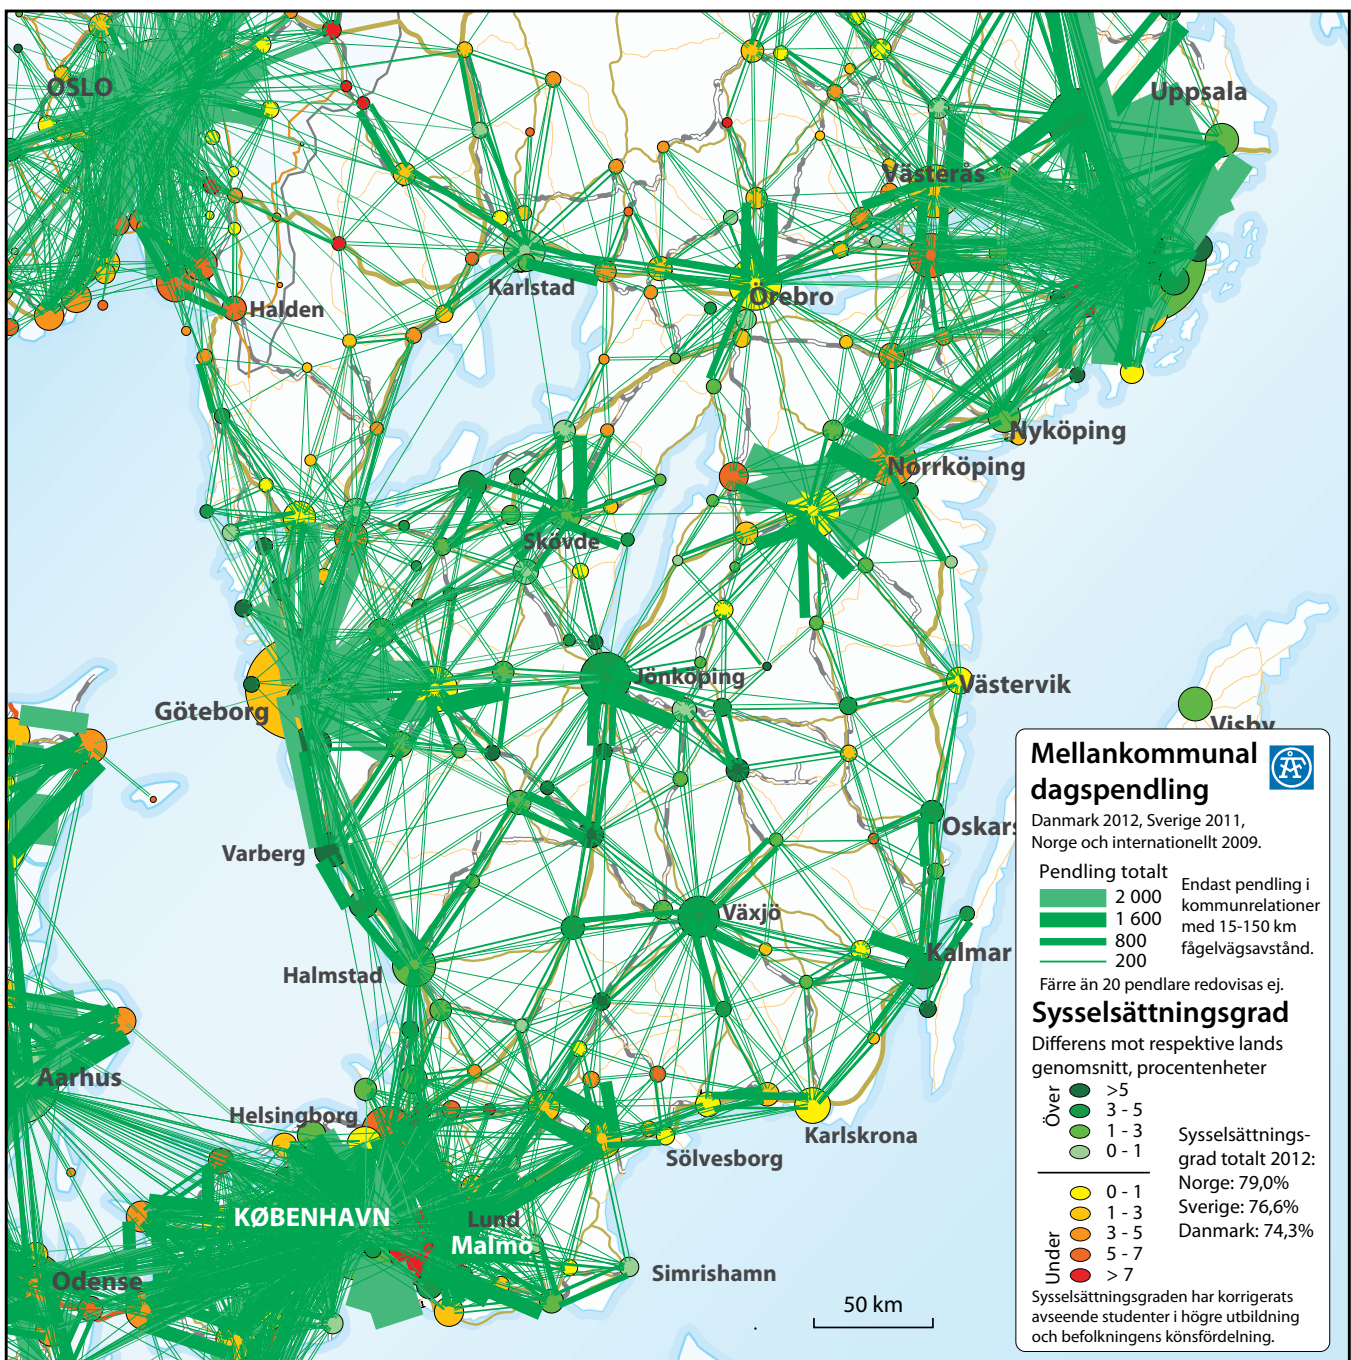 OSLO
Uppsala
Västerås
Karlstad
Örebro
Halden
Nyköping
Norrköping
Skövde
Jönköping
Västervik
Göteborg
Visby
Oskars
Varberg
Växjö
Kalmar
Halmstad
Aarhus
Helsingborg
Karlskrona
Sölvesborg
KØBENHAVN
Lund
Malmö
Simrishamn
Odense
50 km
Mellankommunal
dagspendling
Danmark 2012, Sverige 2011,
Norge och internationellt 2009.
Pendling totalt
2 000
1 600
800
200
Endast pendling i
kommunrelationer
med 15-150 km
fågelvägsavstånd.
Färre än 20 pendlare redovisas ej.
Sysselsättningsgrad
Differens mot respektive lands
genomsnitt, procentenheter
Över
>5
3 - 5
1 - 3
0 - 1
Under
0 - 1
1 - 3
3 - 5
5 - 7
> 7
Sysselsättnings-
grad totalt 2012:
Norge: 79,0%
Sverige: 76,6%
Danmark: 74,3%
Sysselsättningsgraden har korrigerats
avseende studenter i högre utbildning
och befolkningens könsfördelning.